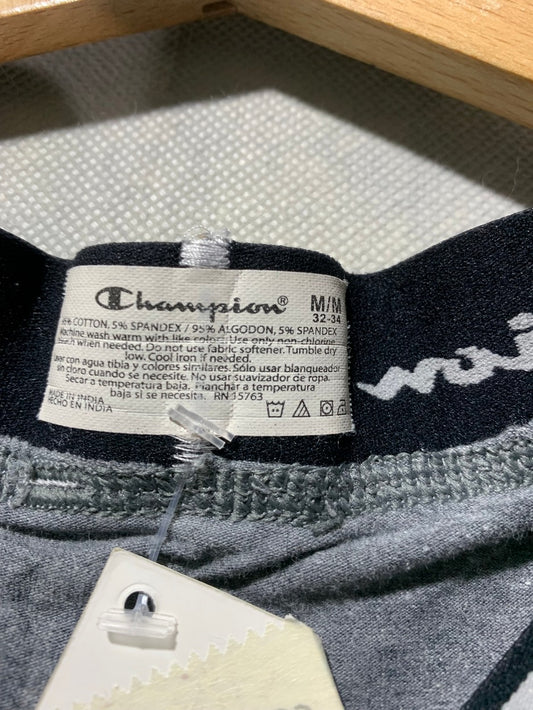 Champion® M/M
32-34
COTTON, 5% SPANDEX / 95% ALGODON, 5% SPANDEX
Machine wash warm with like colors. Use only non-chlorine
when needed. Do not use fabric softener. Tumble dry
low. Cool iron if needed.
con agua tibia y colores similares. Sólo usar blanqueador
sin cloro cuando se necesite. No usar suavizador de ropa.
Secar a temperatura baja. Planchar a temperatura
baja si se necesite. RN 15763
MADE IN INDIA
HECHO EN INDIA